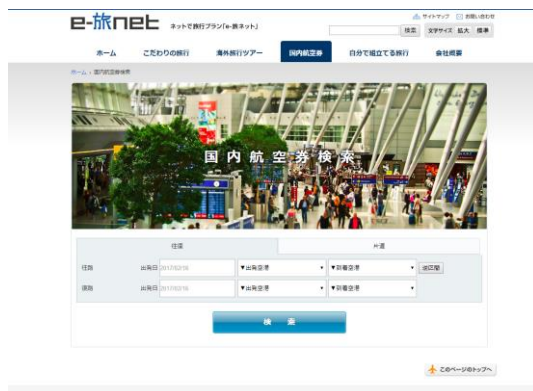 e-旅net ネットで旅行プラン「e-旅ネット」
サイトマップ お問い合わせ
検索 文字サイズ 拡大 標準
ホーム こだわりの旅行 海外旅行ツアー 国内航空券 自分で組立てる旅行 会社概要
ホーム > 国内航空券検索
国内航空券検索
往復 片道
往路 出発日 2017/02/16 ▼出発空港 ▼到着空港 逆区間
復路 出発日 2017/02/16 ▼出発空港 ▼到着空港
検 索
このページのトップへ